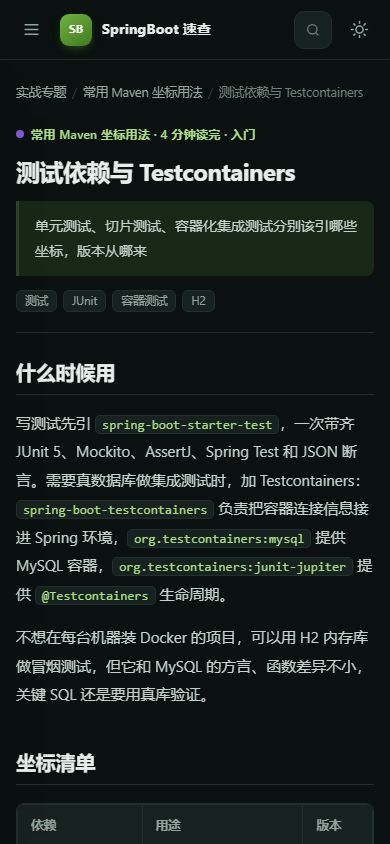 SB SpringBoot 速查
实战专题 / 常用 Maven 坐标用法 / 测试依赖与 Testcontainers
常用 Maven 坐标用法 · 4 分钟读完 · 入门
测试依赖与 Testcontainers
单元测试、切片测试、容器化集成测试分别该引哪些
坐标，版本从哪来
测试 JUnit 容器测试 H2
什么时候用
写测试先引 spring-boot-starter-test ，一次带齐
JUnit 5、Mockito、AssertJ、Spring Test 和 JSON 断
言。需要真数据库做集成测试时，加 Testcontainers：
spring-boot-testcontainers 负责把容器连接信息接
进 Spring 环境， org.testcontainers:mysql 提供
MySQL 容器， org.testcontainers:junit-jupiter 提
供 @Testcontainers 生命周期。
不想在每台机器装 Docker 的项目，可以用 H2 内存库
做冒烟测试，但它和 MySQL 的方言、函数差异不小，
关键 SQL 还是要用真库验证。
坐标清单
依赖 用途 版本